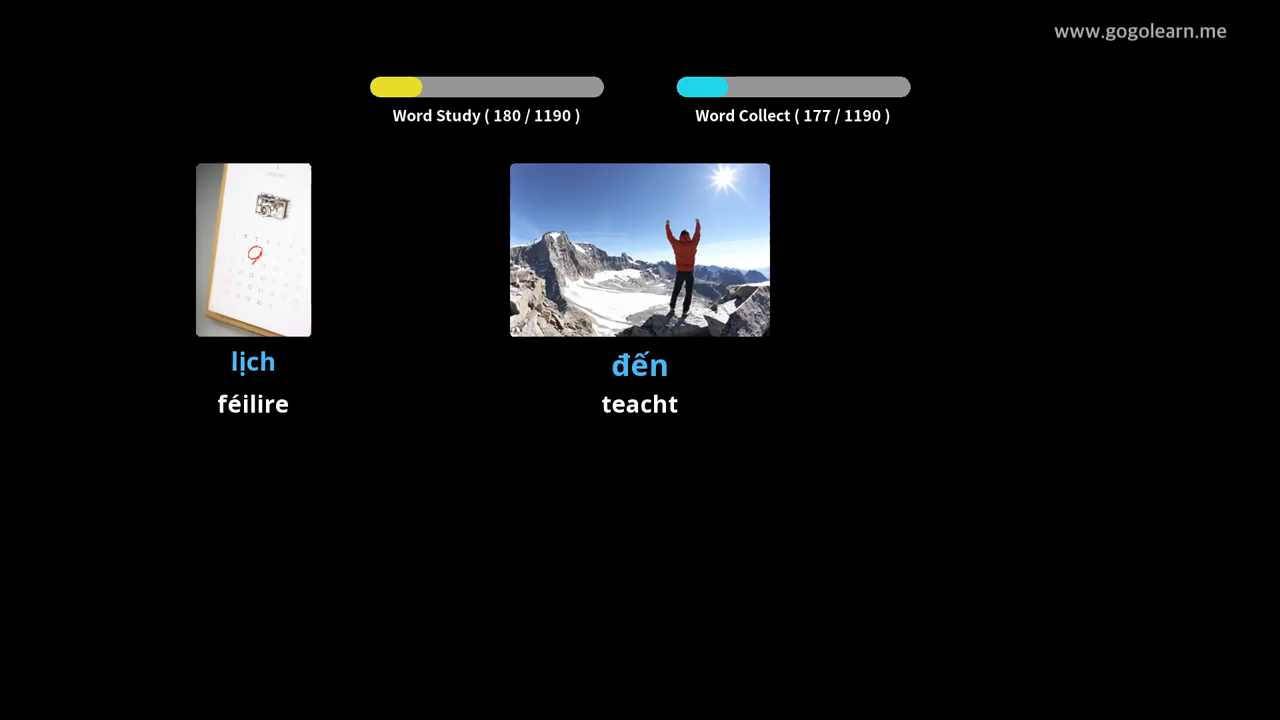 www.gogolearn.me
Word Study ( 180 / 1190 )
Word Collect ( 177 / 1190 )
lịch
féilire
đến
teacht